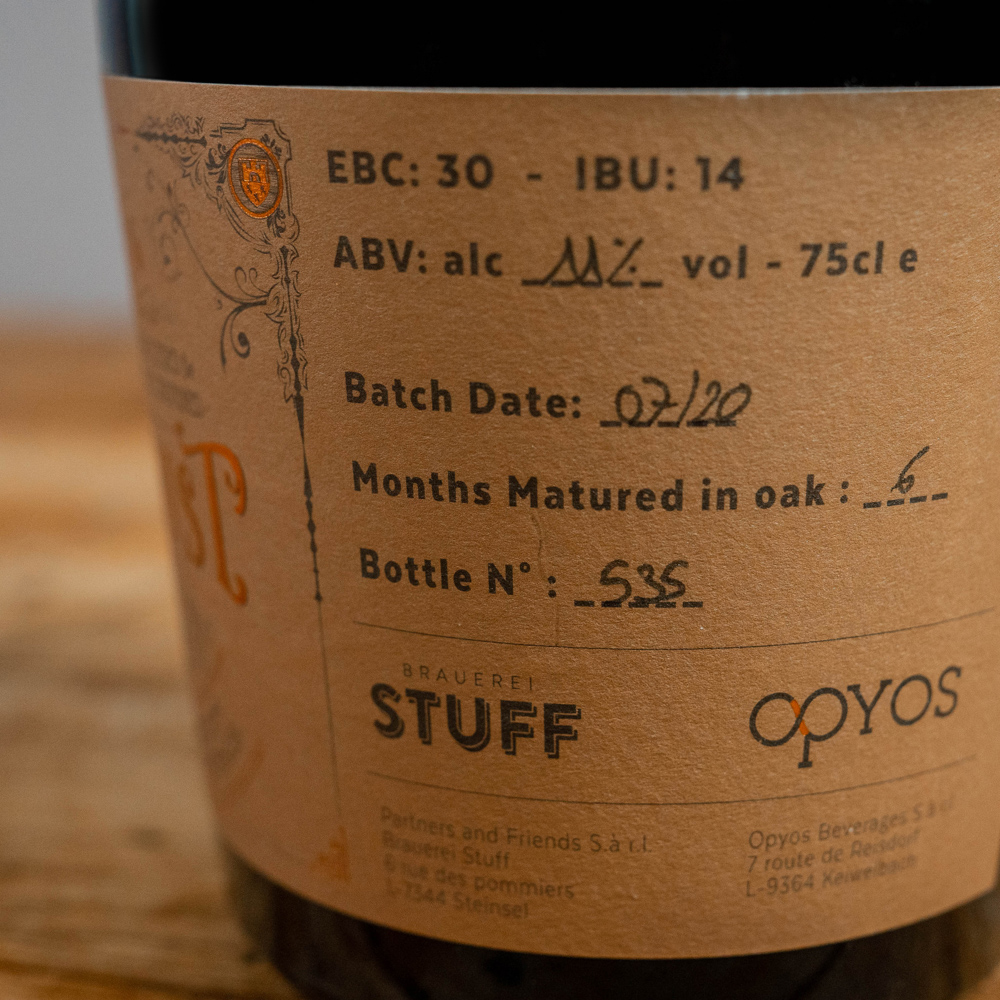 EBC: 30 - IBU: 14
ABV: alc 11% vol - 75cl e
Batch Date: 07/20
Months Matured in oak : 6
Bottle N° : 535
BRAUEREI
STUFF
OPYOS
Partners and Friends S.à r.l.
Brauerei Stuff
6 rue des pommiers
L-7344 Steinsel
Opyos Beverages S.à r.l.
7 route de Reisdorf
L-9364 Keiwelbach